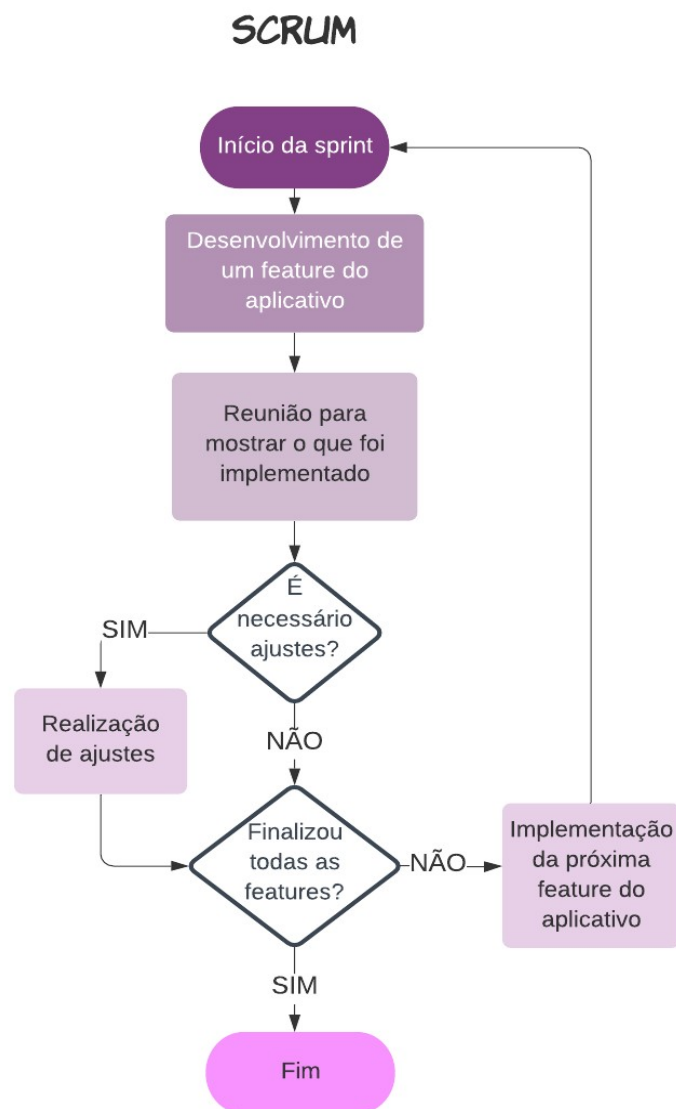 SCRUM
Início da sprint
Desenvolvimento de
um feature do
aplicativo
Reunião para
mostrar o que foi
implementado
É
necessário
ajustes?
SIM
Realização
de ajustes
NÃO
Finalizou
todas as
features?
NÃO
Implementação
da próxima
feature do
aplicativo
SIM
Fim